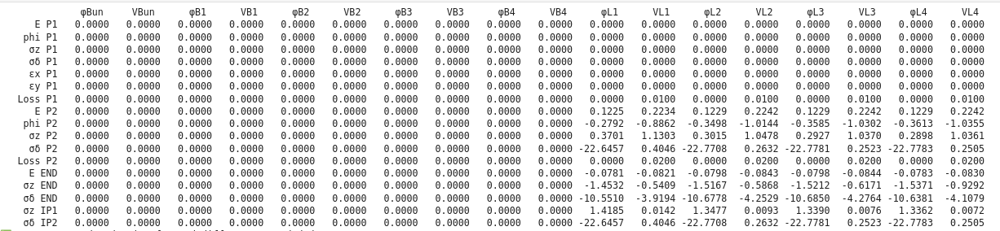 φBun VBun φB1 VB1 φB2 VB2 φB3 VB3 φB4 VB4 φL1 VL1 φL2 VL2 φL3 VL3 φL4 VL4
E P1 0.0000 0.0000 0.0000 0.0000 0.0000 0.0000 0.0000 0.0000 0.0000 0.0000 0.0000 0.0000 0.0000 0.0000 0.0000 0.0000 0.0000 0.0000
phi P1 0.0000 0.0000 0.0000 0.0000 0.0000 0.0000 0.0000 0.0000 0.0000 0.0000 0.0000 0.0000 0.0000 0.0000 0.0000 0.0000 0.0000 0.0000
σz P1 0.0000 0.0000 0.0000 0.0000 0.0000 0.0000 0.0000 0.0000 0.0000 0.0000 0.0000 0.0000 0.0000 0.0000 0.0000 0.0000 0.0000 0.0000
σδ P1 0.0000 0.0000 0.0000 0.0000 0.0000 0.0000 0.0000 0.0000 0.0000 0.0000 0.0000 0.0000 0.0000 0.0000 0.0000 0.0000 0.0000 0.0000
εx P1 0.0000 0.0000 0.0000 0.0000 0.0000 0.0000 0.0000 0.0000 0.0000 0.0000 0.0000 0.0000 0.0000 0.0000 0.0000 0.0000 0.0000 0.0000
εy P1 0.0000 0.0000 0.0000 0.0000 0.0000 0.0000 0.0000 0.0000 0.0000 0.0000 0.0000 0.0000 0.0000 0.0000 0.0000 0.0000 0.0000 0.0000
Loss P1 0.0000 0.0000 0.0000 0.0000 0.0000 0.0000 0.0000 0.0000 0.0000 0.0000 0.0000 0.0100 0.0000 0.0100 0.0000 0.0100 0.0000 0.0100
E P2 0.0000 0.0000 0.0000 0.0000 0.0000 0.0000 0.0000 0.0000 0.0000 0.0000 0.1225 0.2234 0.1229 0.2242 0.1229 0.2242 0.1229 0.2242
phi P2 0.0000 0.0000 0.0000 0.0000 0.0000 0.0000 0.0000 0.0000 0.0000 0.0000 -0.2792 -0.8862 -0.3498 -1.0144 -0.3585 -1.0302 -0.3613 -1.0355
σz P2 0.0000 0.0000 0.0000 0.0000 0.0000 0.0000 0.0000 0.0000 0.0000 0.0000 0.3701 1.1303 0.3015 1.0478 0.2927 1.0370 0.2898 1.0361
σδ P2 0.0000 0.0000 0.0000 0.0000 0.0000 0.0000 0.0000 0.0000 0.0000 0.0000 -22.6457 0.4046 -22.7708 0.2632 -22.7781 0.2523 -22.7783 0.2505
Loss P2 0.0000 0.0000 0.0000 0.0000 0.0000 0.0000 0.0000 0.0000 0.0000 0.0000 0.0000 0.0200 0.0000 0.0200 0.0000 0.0200 0.0000 0.0200
E END 0.0000 0.0000 0.0000 0.0000 0.0000 0.0000 0.0000 0.0000 0.0000 0.0000 -0.0781 -0.0821 -0.0798 -0.0843 -0.0798 -0.0844 -0.0783 -0.0830
σz END 0.0000 0.0000 0.0000 0.0000 0.0000 0.0000 0.0000 0.0000 0.0000 0.0000 -1.4532 -0.5409 -1.5167 -0.5868 -1.5212 -0.6171 -1.5371 -0.9292
σδ END 0.0000 0.0000 0.0000 0.0000 0.0000 0.0000 0.0000 0.0000 0.0000 0.0000 -10.5510 -3.9194 -10.6778 -4.2529 -10.6850 -4.2764 -10.6381 -4.1079
σz IP1 0.0000 0.0000 0.0000 0.0000 0.0000 0.0000 0.0000 0.0000 0.0000 0.0000 1.4185 0.0142 1.3477 0.0093 1.3390 0.0076 1.3362 0.0072
σδ IP2 0.0000 0.0000 0.0000 0.0000 0.0000 0.0000 0.0000 0.0000 0.0000 0.0000 -22.6457 0.4046 -22.7708 0.2632 -22.7781 0.2523 -22.7783 0.2505